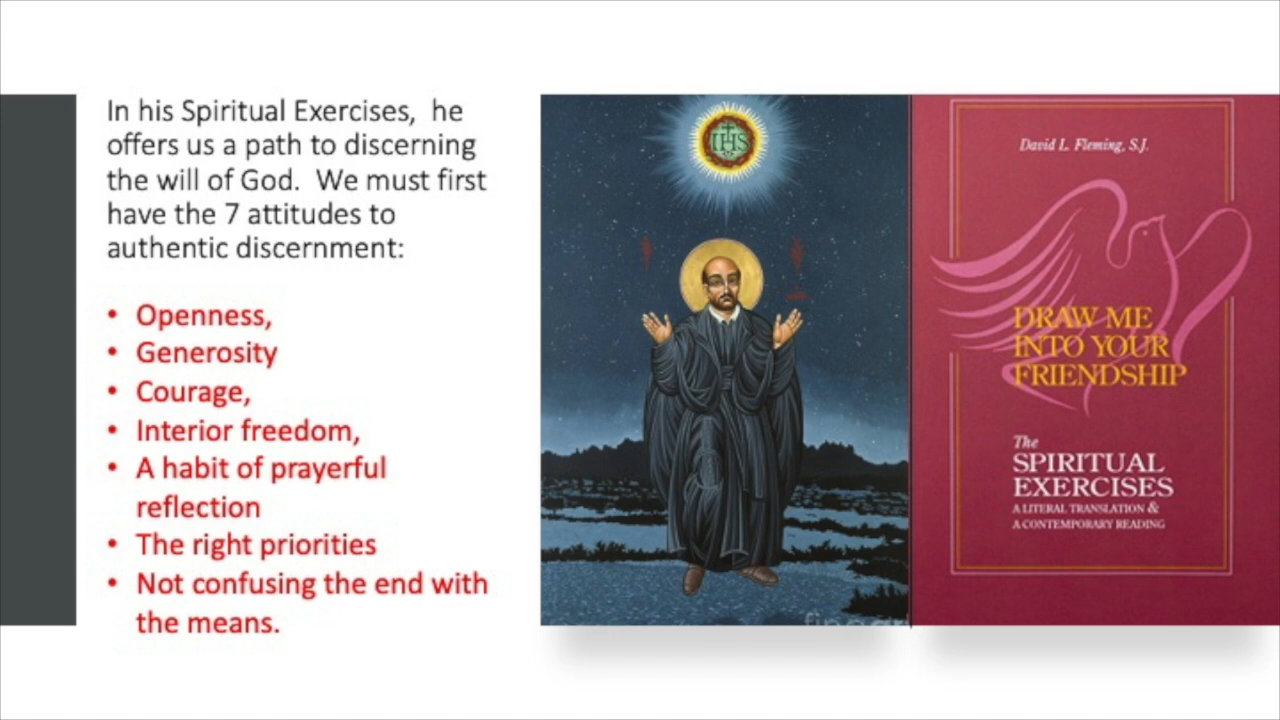 In his Spiritual Exercises, he
offers us a path to discerning
the will of God. We must first
have the 7 attitudes to
authentic discernment:
• Openness,
• Generosity
• Courage,
• Interior freedom,
• A habit of prayerful
reflection
• The right priorities
• Not confusing the end with
the means.
IHS
David L. Fleming, S.J.
DRAW ME
INTO YOUR
FRIENDSHIP
The
SPIRITUAL
EXERCISES
A LITERAL TRANSLATION &
A CONTEMPORARY READING